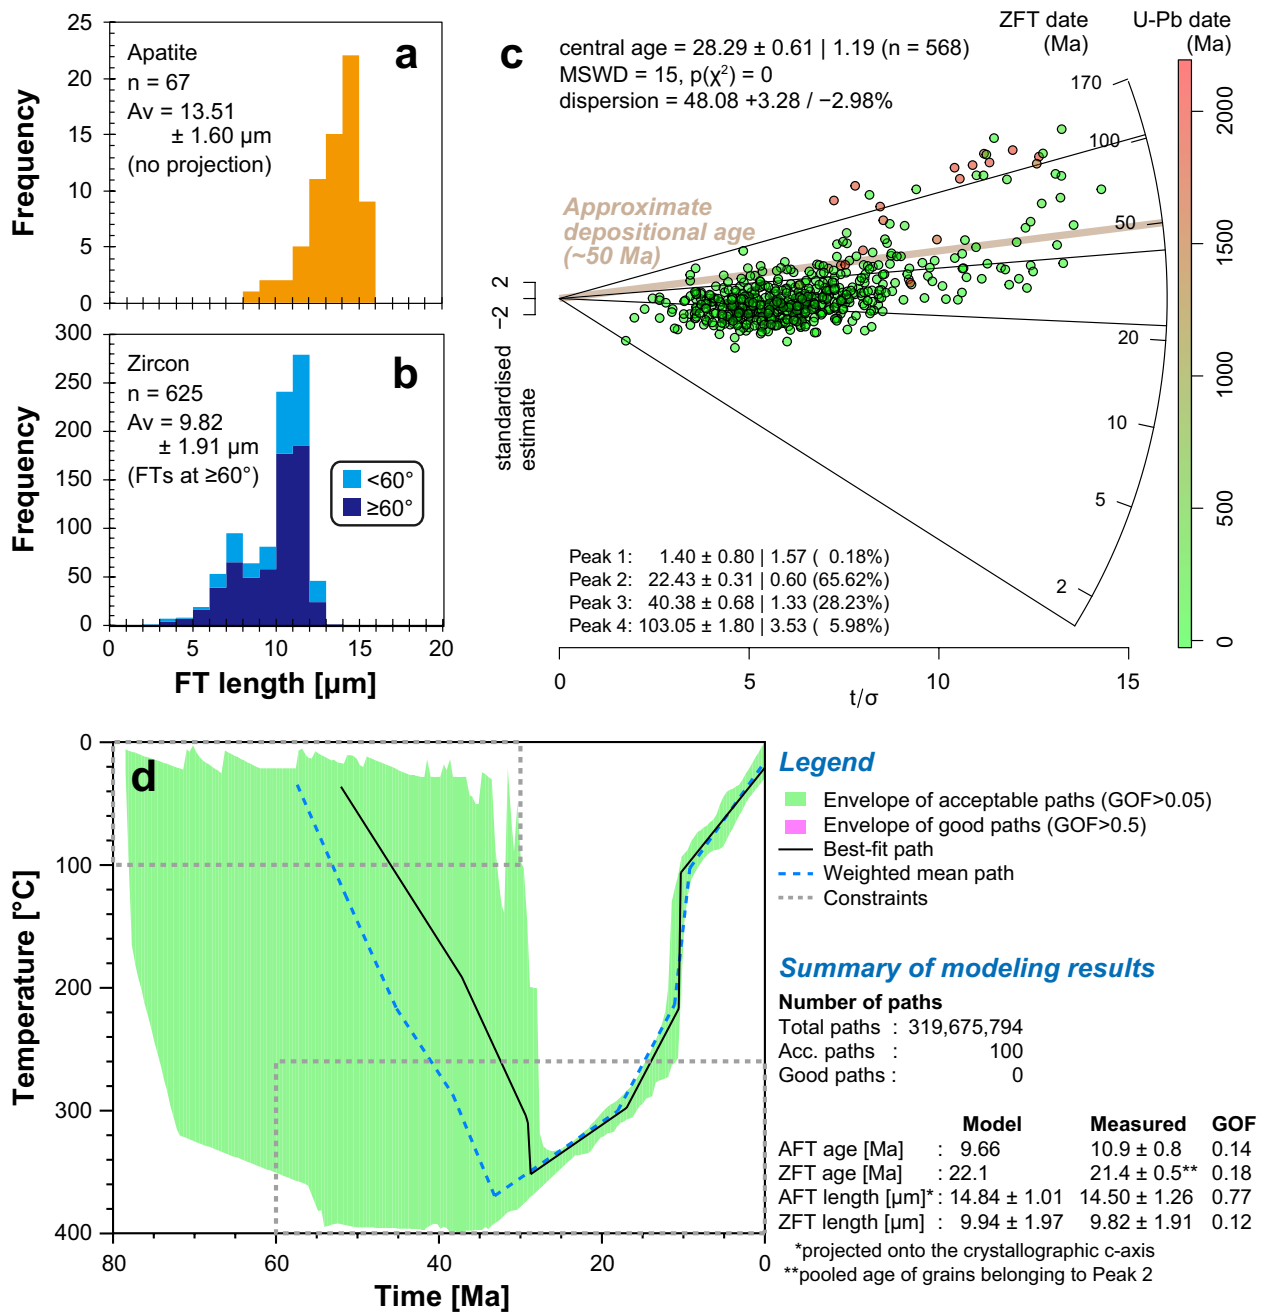 a
Apatite
n = 67
Av = 13.51
± 1.60 µm
(no projection)
Frequency
25
20
15
10
5
0
b
Zircon
n = 625
Av = 9.82
± 1.91 µm
(FTs at ≥60°)
<60°
≥60°
Frequency
300
250
200
150
100
50
0
0 5 10 15 20
FT length [µm]
c
central age = 28.29 ± 0.61 | 1.19 (n = 568)
MSWD = 15, p(χ²) = 0
dispersion = 48.08 +3.28 / −2.98%
ZFT date
(Ma)
U-Pb date
(Ma)
Approximate
depositional age
(~50 Ma)
170
100
50
20
10
5
2
2
−2
standardised
estimate
Peak 1: 1.40 ± 0.80 | 1.57 ( 0.18%)
Peak 2: 22.43 ± 0.31 | 0.60 (65.62%)
Peak 3: 40.38 ± 0.68 | 1.33 (28.23%)
Peak 4: 103.05 ± 1.80 | 3.53 ( 5.98%)
0 5 10 15
t/σ
2000
1500
1000
500
0
d
Temperature [°C]
0
100
200
300
400
80 60 40 20 0
Time [Ma]
Legend
Envelope of acceptable paths (GOF>0.05)
Envelope of good paths (GOF>0.5)
Best-fit path
Weighted mean path
Constraints
Summary of modeling results
Number of paths
Total paths : 319,675,794
Acc. paths : 100
Good paths : 0
Model Measured GOF
AFT age [Ma] : 9.66 10.9 ± 0.8 0.14
ZFT age [Ma] : 22.1 21.4 ± 0.5** 0.18
AFT length [µm]* : 14.84 ± 1.01 14.50 ± 1.26 0.77
ZFT length [µm] : 9.94 ± 1.97 9.82 ± 1.91 0.12
*projected onto the crystallographic c-axis
**pooled age of grains belonging to Peak 2